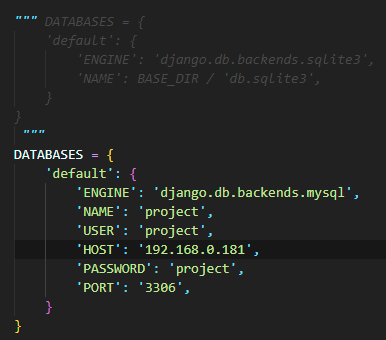 """ DATABASES = {
    'default': {
        'ENGINE': 'django.db.backends.sqlite3',
        'NAME': BASE_DIR / 'db.sqlite3',
    }
}
 """
DATABASES = {
    'default': {
        'ENGINE': 'django.db.backends.mysql',
        'NAME': 'project',
        'USER': 'project',
        'HOST': '192.168.0.181',
        'PASSWORD': 'project',
        'PORT': '3306',
    }
}